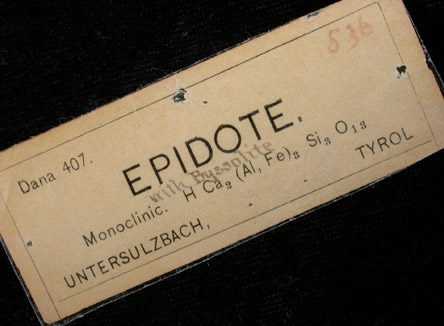 536
Dana 407.
EPIDOTE.
with Byssolite
Monoclinic. H Ca₂ (Al, Fe)₃ Si₃ O₁₃
UNTERSULZBACH, TYROL